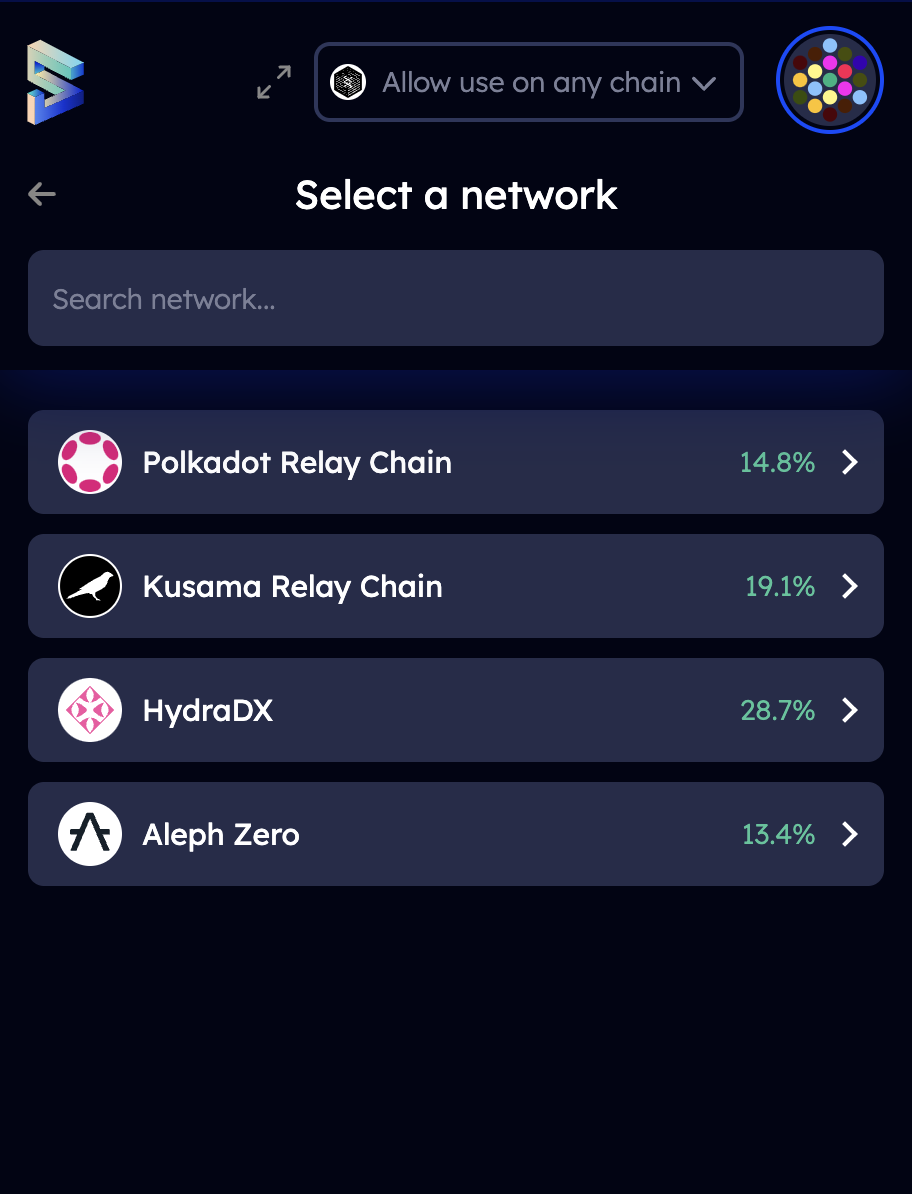 Allow use on any chain
Select a network
Search network...
Polkadot Relay Chain 14.8%
Kusama Relay Chain 19.1%
HydraDX 28.7%
Aleph Zero 13.4%